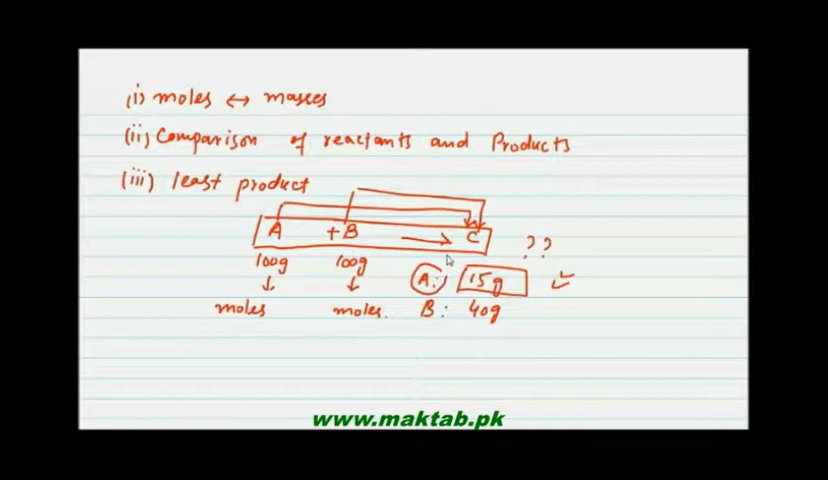 (i) moles ↔ masses
(ii) Comparison of reactants and Products
(iii) least product
A + B → C ??
100g 100g A: 15g ✓
↓ ↓
moles moles. B: 40g
www.maktab.pk